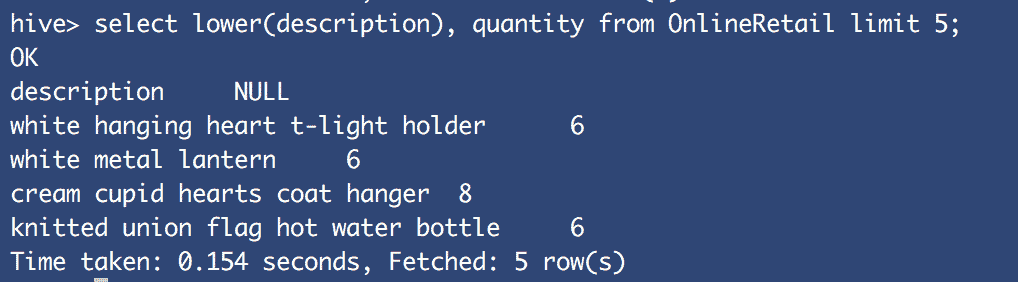 hive> select lower(description), quantity from OnlineRetail limit 5;
OK
description     NULL
white hanging heart t-light holder      6
white metal lantern     6
cream cupid hearts coat hanger  8
knitted union flag hot water bottle     6
Time taken: 0.154 seconds, Fetched: 5 row(s)